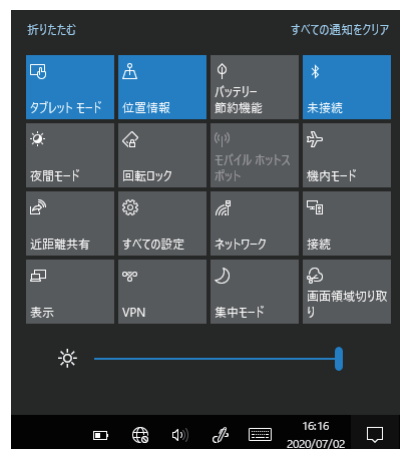 折りたたむ
すべての通知をクリア
タブレット モード
位置情報
バッテリー
節約機能
未接続
夜間モード
回転ロック
モバイル ホットス
ポット
機内モード
近距離共有
すべての設定
ネットワーク
接続
表示
VPN
集中モード
画面領域切り取
り
16:16
2020/07/02